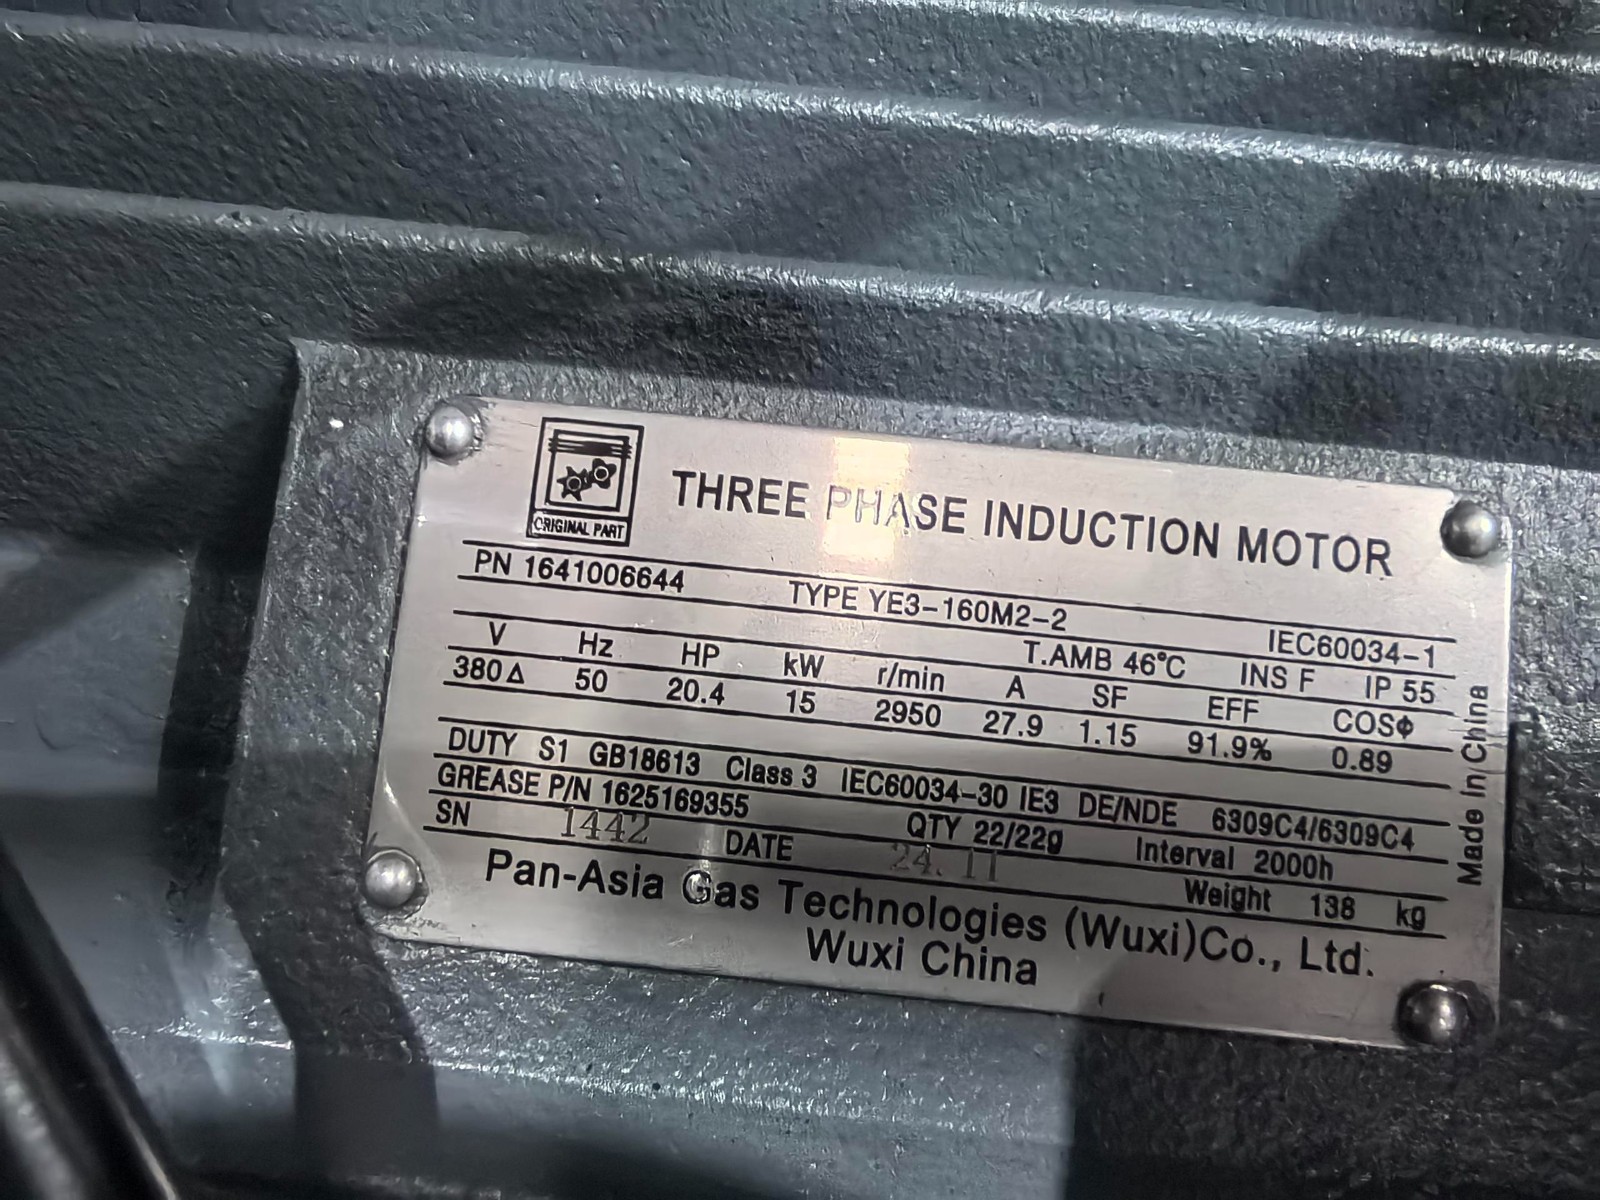 ORIGINAL PART
THREE PHASE INDUCTION MOTOR
PN 1641006644 TYPE YE3-160M2-2 IEC60034-1
T.AMB 46°C INS F IP 55
V Hz HP kW r/min A SF EFF COSΦ
380Δ 50 20.4 15 2950 27.9 1.15 91.9% 0.89
DUTY S1 GB18613 Class 3 IEC60034-30 IE3 DE/NDE 6309C4/6309C4
GREASE P/N 1625169355 QTY 22/22g Interval 2000h
SN 1442 DATE 24.11 Weight 138 kg
Pan-Asia Gas Technologies (Wuxi)Co., Ltd.
Wuxi China
Made in China